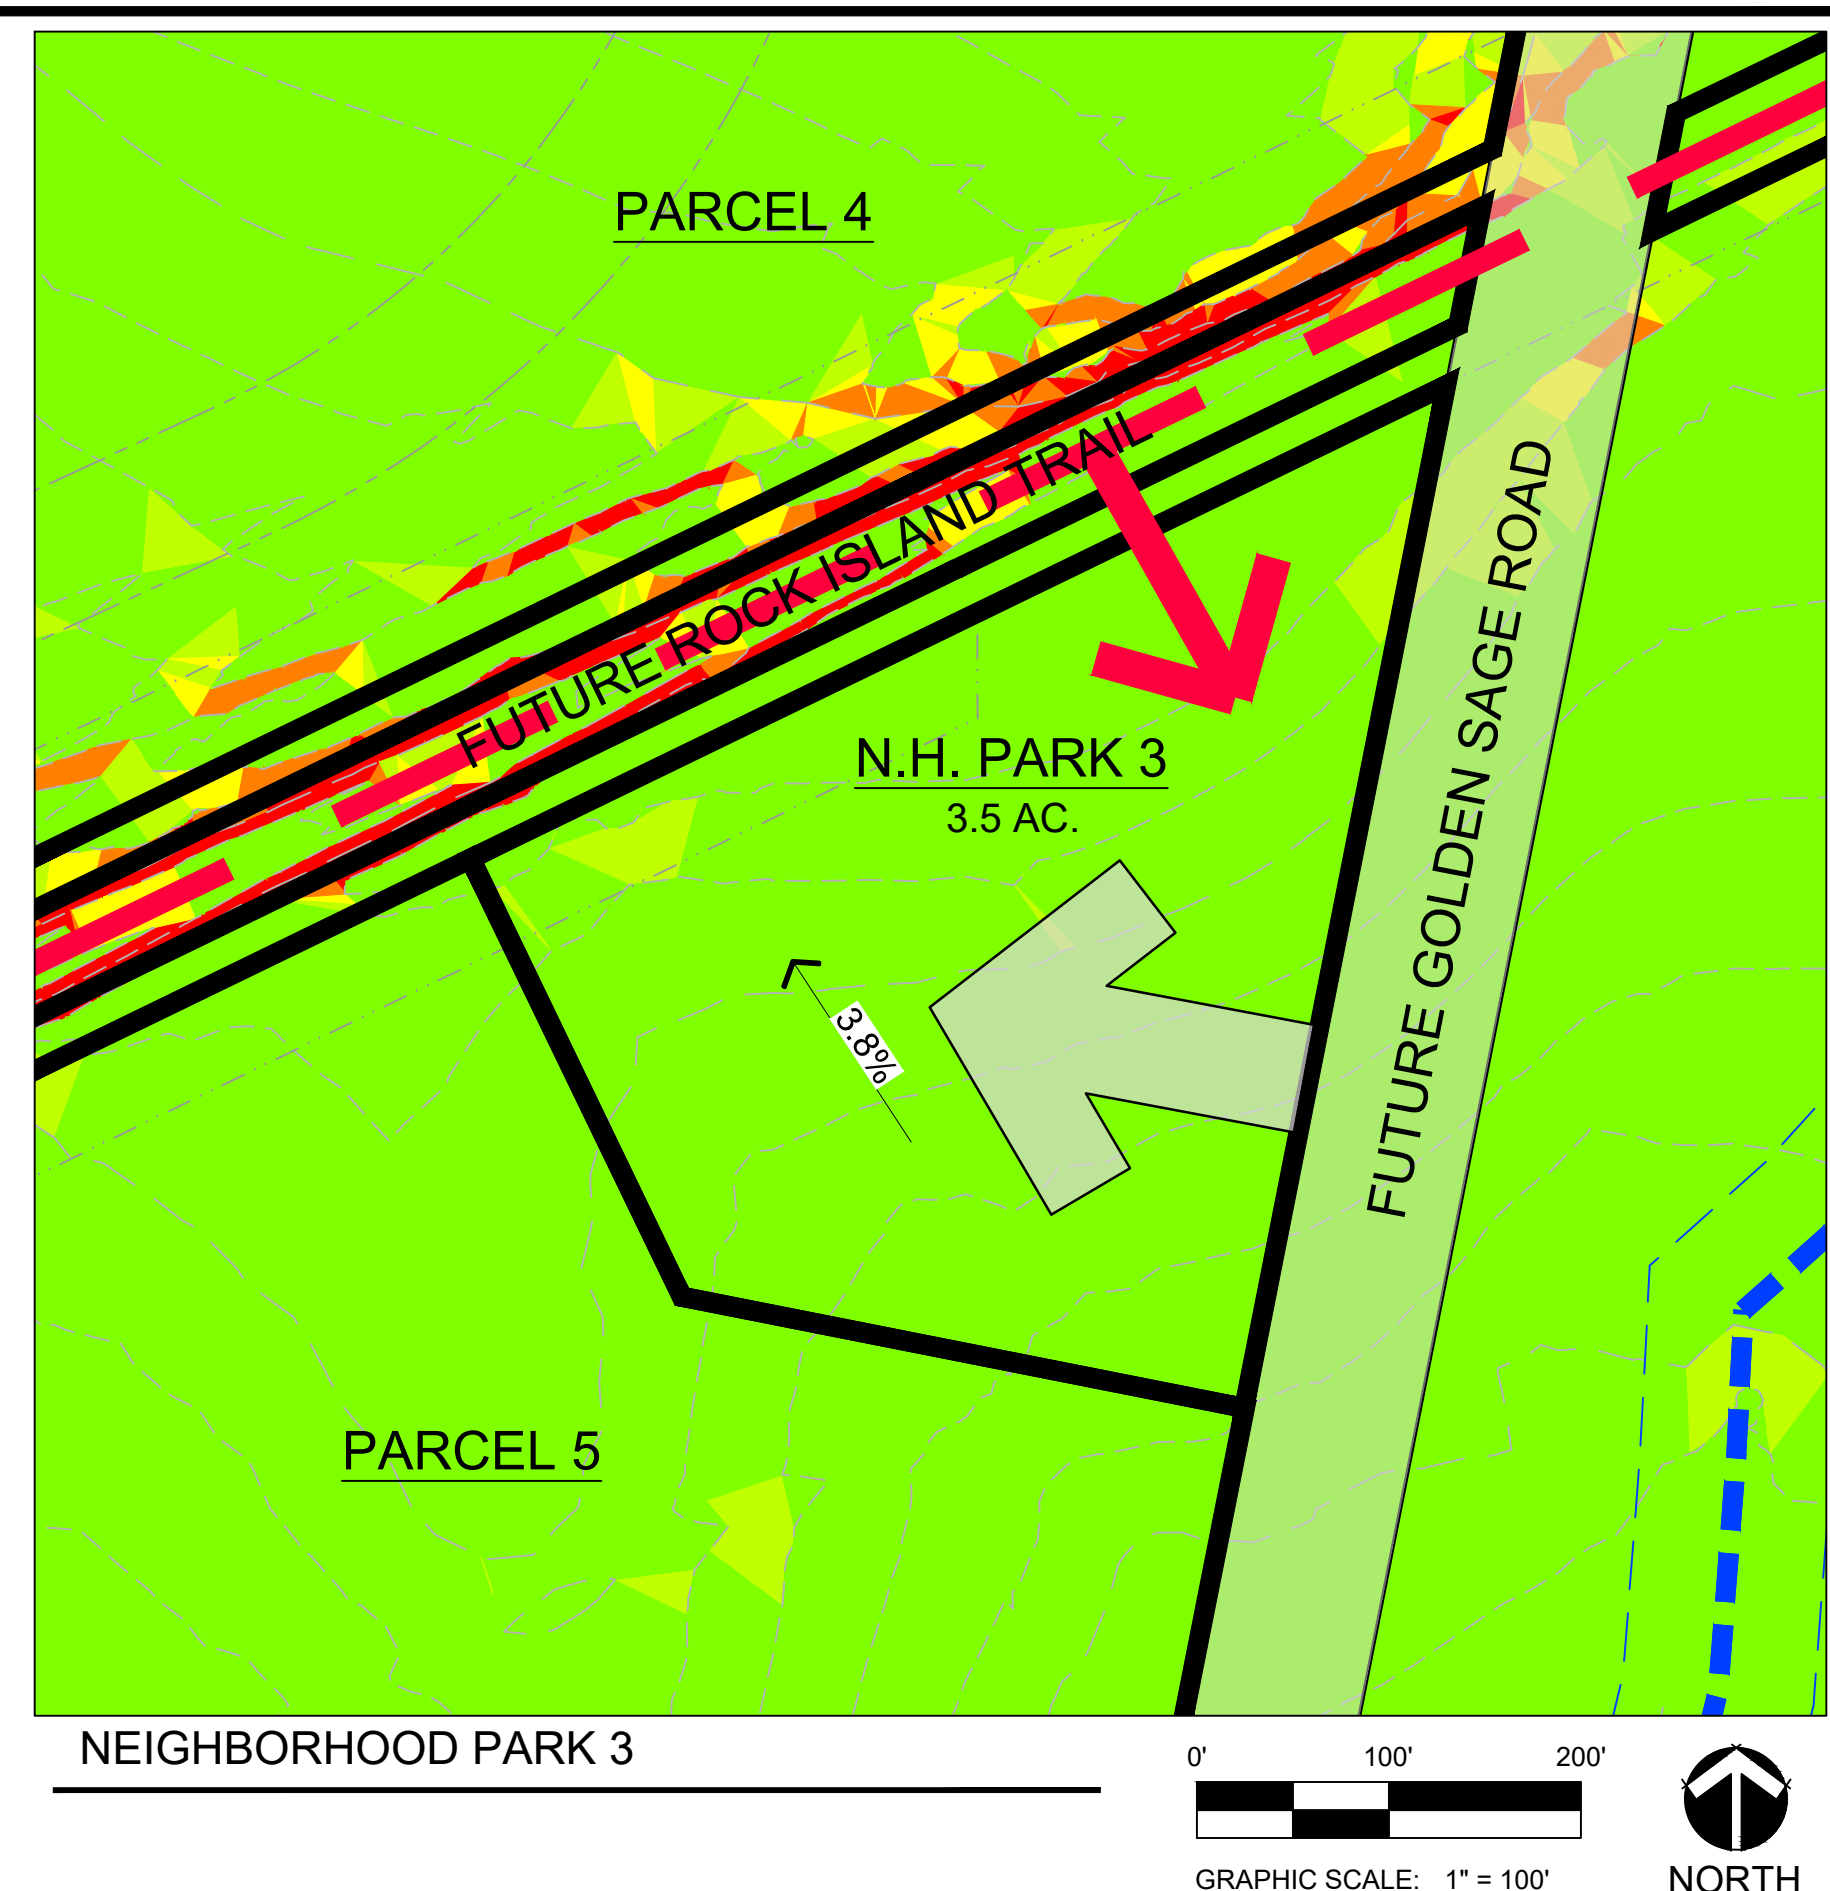 PARCEL 4
FUTURE ROCK ISLAND TRAIL
FUTURE GOLDEN SAGE ROAD
N.H. PARK 3
3.5 AC.
3.8%
PARCEL 5
NEIGHBORHOOD PARK 3
0' 100' 200'
GRAPHIC SCALE: 1" = 100'
NORTH